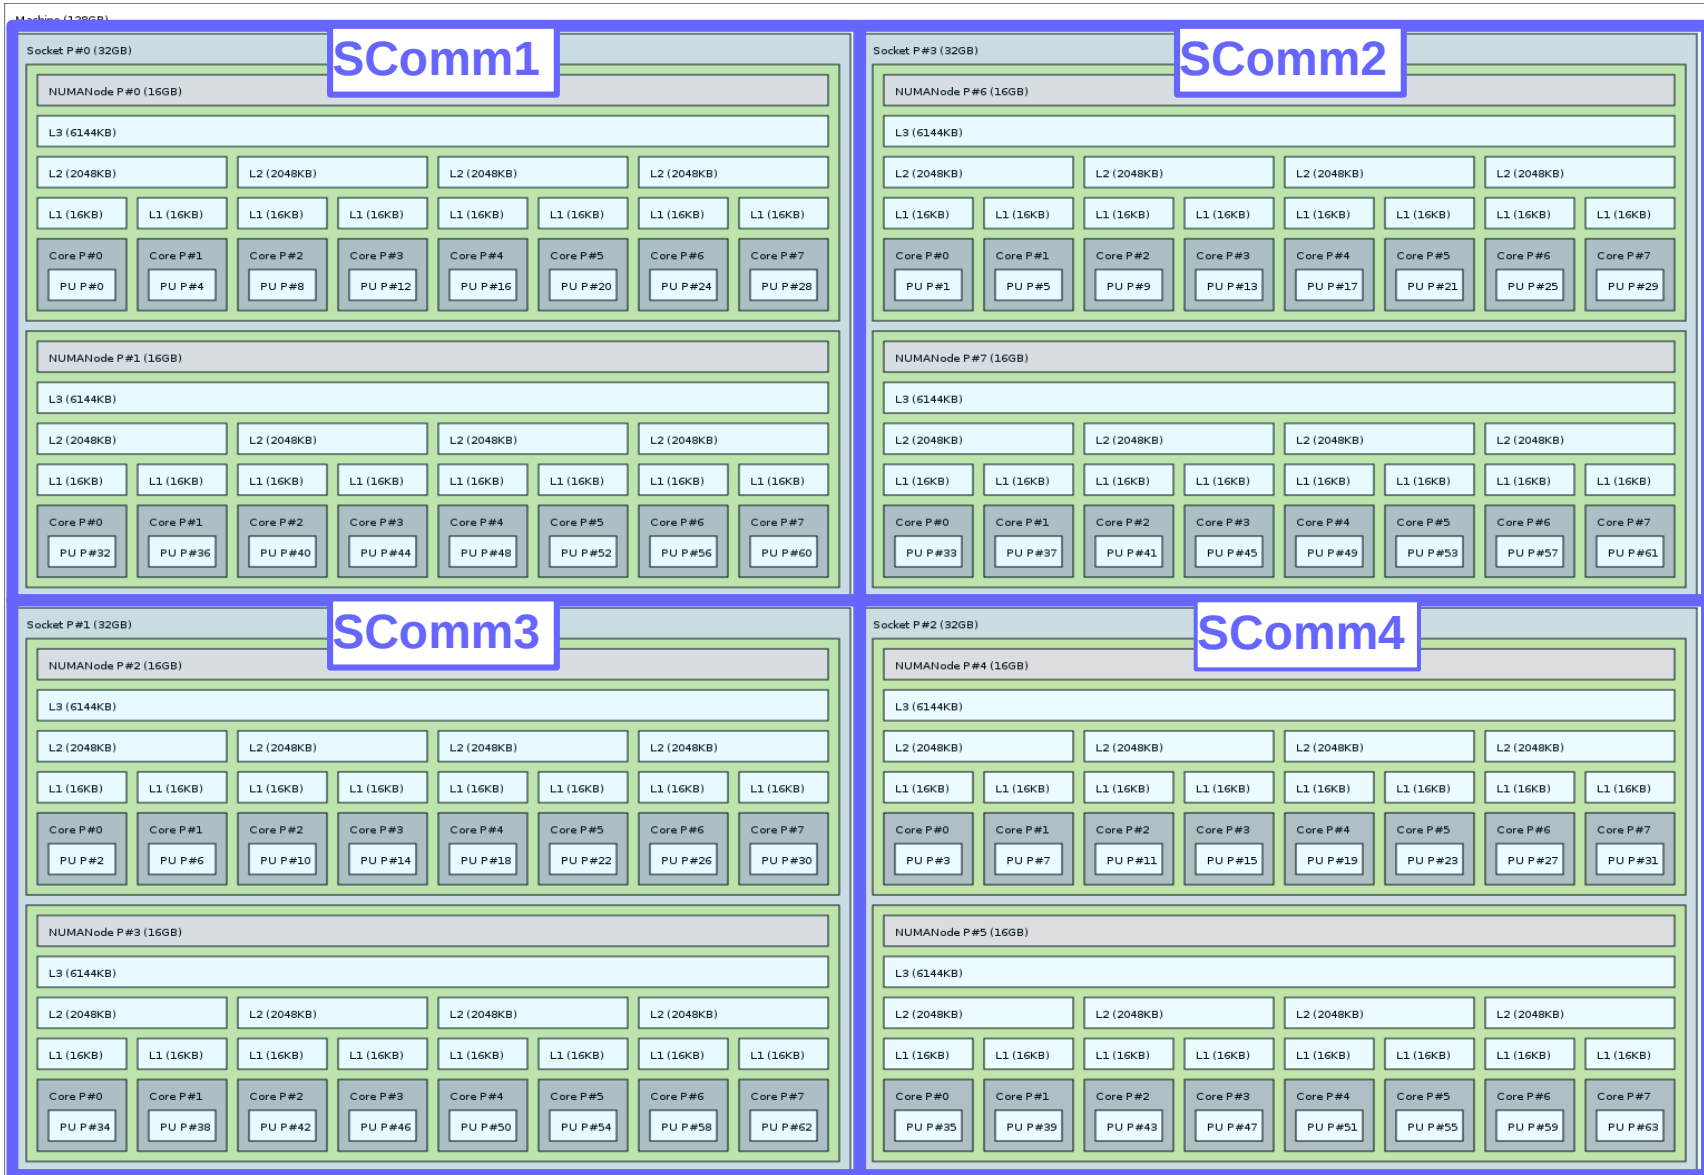 Machine (128GB)
Socket P#0 (32GB)
SComm1
NUMANode P#0 (16GB)
L3 (6144KB)
L2 (2048KB) L2 (2048KB) L2 (2048KB) L2 (2048KB)
L1 (16KB) L1 (16KB) L1 (16KB) L1 (16KB) L1 (16KB) L1 (16KB) L1 (16KB) L1 (16KB)
Core P#0 Core P#1 Core P#2 Core P#3 Core P#4 Core P#5 Core P#6 Core P#7
PU P#0 PU P#4 PU P#8 PU P#12 PU P#16 PU P#20 PU P#24 PU P#28
NUMANode P#1 (16GB)
L3 (6144KB)
L2 (2048KB) L2 (2048KB) L2 (2048KB) L2 (2048KB)
L1 (16KB) L1 (16KB) L1 (16KB) L1 (16KB) L1 (16KB) L1 (16KB) L1 (16KB) L1 (16KB)
Core P#0 Core P#1 Core P#2 Core P#3 Core P#4 Core P#5 Core P#6 Core P#7
PU P#32 PU P#36 PU P#40 PU P#44 PU P#48 PU P#52 PU P#56 PU P#60
Socket P#3 (32GB)
SComm2
NUMANode P#6 (16GB)
L3 (6144KB)
L2 (2048KB) L2 (2048KB) L2 (2048KB) L2 (2048KB)
L1 (16KB) L1 (16KB) L1 (16KB) L1 (16KB) L1 (16KB) L1 (16KB) L1 (16KB) L1 (16KB)
Core P#0 Core P#1 Core P#2 Core P#3 Core P#4 Core P#5 Core P#6 Core P#7
PU P#1 PU P#5 PU P#9 PU P#13 PU P#17 PU P#21 PU P#25 PU P#29
NUMANode P#7 (16GB)
L3 (6144KB)
L2 (2048KB) L2 (2048KB) L2 (2048KB) L2 (2048KB)
L1 (16KB) L1 (16KB) L1 (16KB) L1 (16KB) L1 (16KB) L1 (16KB) L1 (16KB) L1 (16KB)
Core P#0 Core P#1 Core P#2 Core P#3 Core P#4 Core P#5 Core P#6 Core P#7
PU P#33 PU P#37 PU P#41 PU P#45 PU P#49 PU P#53 PU P#57 PU P#61
Socket P#1 (32GB)
SComm3
NUMANode P#2 (16GB)
L3 (6144KB)
L2 (2048KB) L2 (2048KB) L2 (2048KB) L2 (2048KB)
L1 (16KB) L1 (16KB) L1 (16KB) L1 (16KB) L1 (16KB) L1 (16KB) L1 (16KB) L1 (16KB)
Core P#0 Core P#1 Core P#2 Core P#3 Core P#4 Core P#5 Core P#6 Core P#7
PU P#2 PU P#6 PU P#10 PU P#14 PU P#18 PU P#22 PU P#26 PU P#30
NUMANode P#3 (16GB)
L3 (6144KB)
L2 (2048KB) L2 (2048KB) L2 (2048KB) L2 (2048KB)
L1 (16KB) L1 (16KB) L1 (16KB) L1 (16KB) L1 (16KB) L1 (16KB) L1 (16KB) L1 (16KB)
Core P#0 Core P#1 Core P#2 Core P#3 Core P#4 Core P#5 Core P#6 Core P#7
PU P#34 PU P#38 PU P#42 PU P#46 PU P#50 PU P#54 PU P#58 PU P#62
Socket P#2 (32GB)
SComm4
NUMANode P#4 (16GB)
L3 (6144KB)
L2 (2048KB) L2 (2048KB) L2 (2048KB) L2 (2048KB)
L1 (16KB) L1 (16KB) L1 (16KB) L1 (16KB) L1 (16KB) L1 (16KB) L1 (16KB) L1 (16KB)
Core P#0 Core P#1 Core P#2 Core P#3 Core P#4 Core P#5 Core P#6 Core P#7
PU P#3 PU P#7 PU P#11 PU P#15 PU P#19 PU P#23 PU P#27 PU P#31
NUMANode P#5 (16GB)
L3 (6144KB)
L2 (2048KB) L2 (2048KB) L2 (2048KB) L2 (2048KB)
L1 (16KB) L1 (16KB) L1 (16KB) L1 (16KB) L1 (16KB) L1 (16KB) L1 (16KB) L1 (16KB)
Core P#0 Core P#1 Core P#2 Core P#3 Core P#4 Core P#5 Core P#6 Core P#7
PU P#35 PU P#39 PU P#43 PU P#47 PU P#51 PU P#55 PU P#59 PU P#63